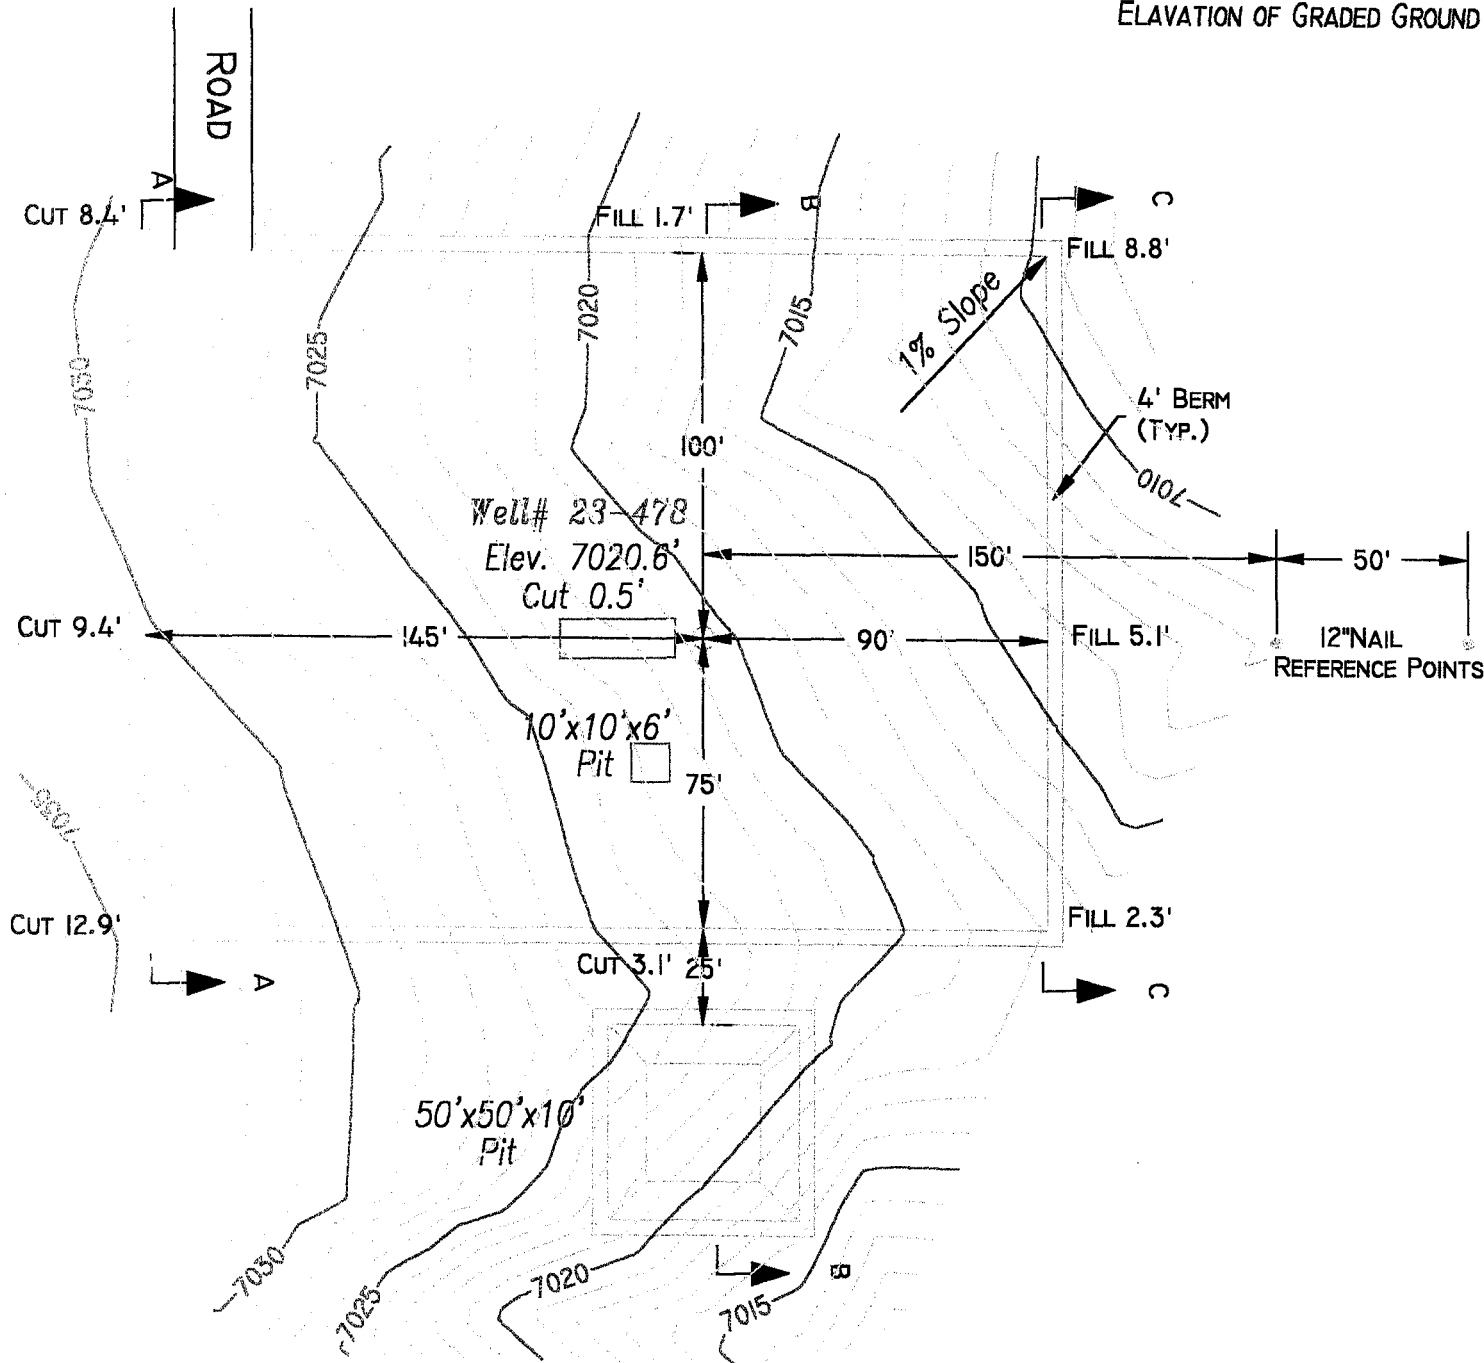 ELAVATION OF GRADED GROUND
ROAD
A
B
C
CUT 8.4'
FILL 1.7'
FILL 8.8'
7030
7025
7020
7015
1% Slope
4' BERM
(TYP.)
7010
100'
Well# 23-478
Elev. 7020.6'
Cut 0.5'
150'
50'
CUT 9.4'
145'
90'
FILL 5.1'
12"NAIL
REFERENCE POINTS
10'x10'x6'
Pit
75'
7035
CUT 12.9'
FILL 2.3'
CUT 3.1'
25'
A
C
50'x50'x10'
Pit
7030
7025
7020
7015
B